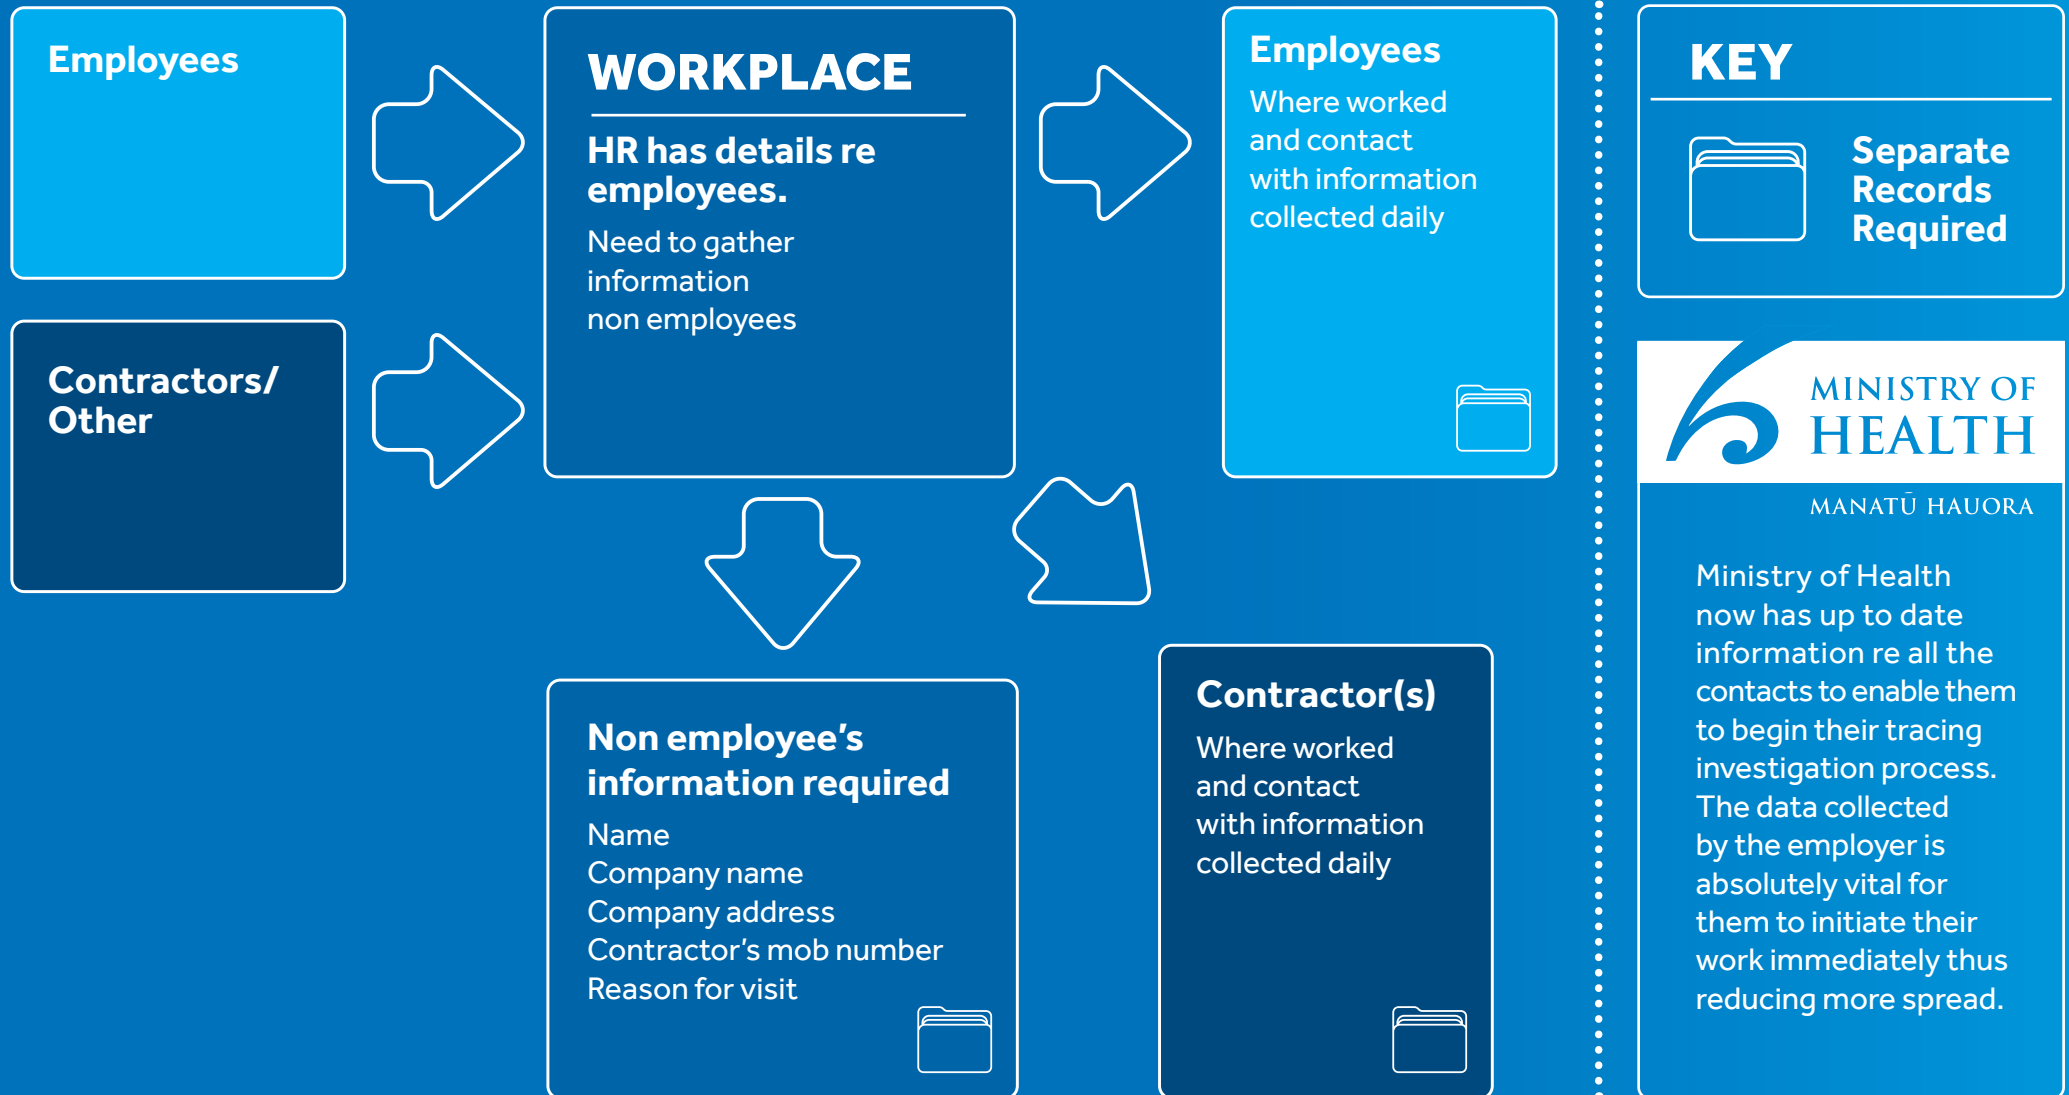 Employees
Contractors/
Other
WORKPLACE
HR has details re
employees.
Need to gather
information
non employees
Employees
Where worked
and contact
with information
collected daily
Non employee's
information required
Name
Company name
Company address
Contractor's mob number
Reason for visit
Contractor(s)
Where worked
and contact
with information
collected daily
KEY
Separate
Records
Required
MINISTRY OF
HEALTH
MANATŪ HAUORA
Ministry of Health
now has up to date
information re all the
contacts to enable them
to begin their tracing
investigation process.
The data collected
by the employer is
absolutely vital for
them to initiate their
work immediately thus
reducing more spread.